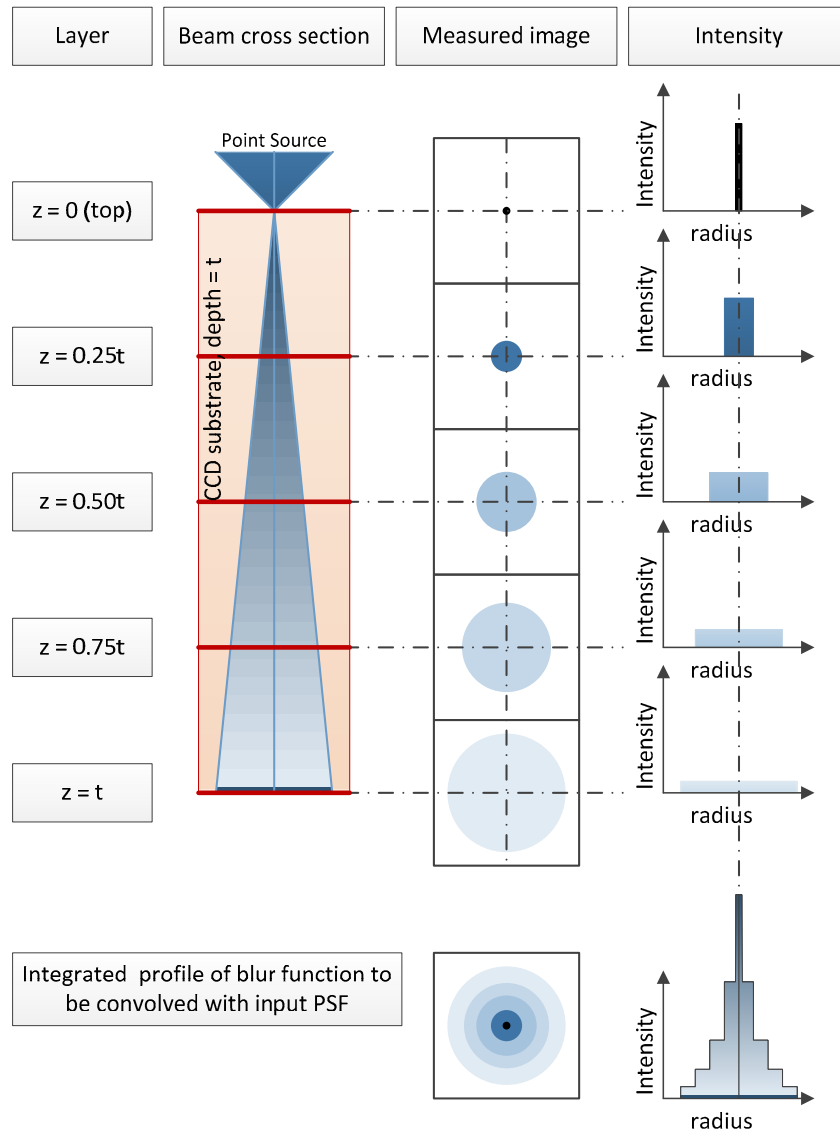 Layer
Beam cross section
Measured image
Intensity
Point Source
z = 0 (top)
Intensity
radius
CCD substrate, depth = t
z = 0.25t
Intensity
radius
z = 0.50t
Intensity
radius
z = 0.75t
Intensity
radius
z = t
Intensity
radius
Integrated profile of blur function to
be convolved with input PSF
Intensity
radius